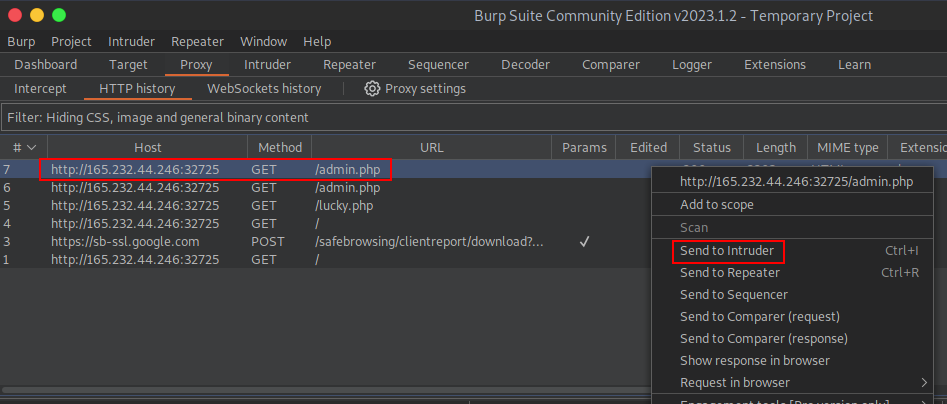 Burp Suite Community Edition v2023.1.2 - Temporary Project
Burp Project Intruder Repeater Window Help
Dashboard Target Proxy Intruder Repeater Sequencer Decoder Comparer Logger Extensions Learn
Intercept HTTP history WebSockets history Proxy settings
Filter: Hiding CSS, image and general binary content
# Host Method URL Params Edited Status Length MIME type Extensio
7 http://165.232.44.246:32725 GET /admin.php
6 http://165.232.44.246:32725 GET /admin.php
5 http://165.232.44.246:32725 GET /lucky.php
4 http://165.232.44.246:32725 GET /
3 https://sb-ssl.google.com POST /safebrowsing/clientreport/download?... ✓
1 http://165.232.44.246:32725 GET /
http://165.232.44.246:32725/admin.php
Add to scope
Scan
Send to Intruder Ctrl+I
Send to Repeater Ctrl+R
Send to Sequencer
Send to Comparer (request)
Send to Comparer (response)
Show response in browser
Request in browser